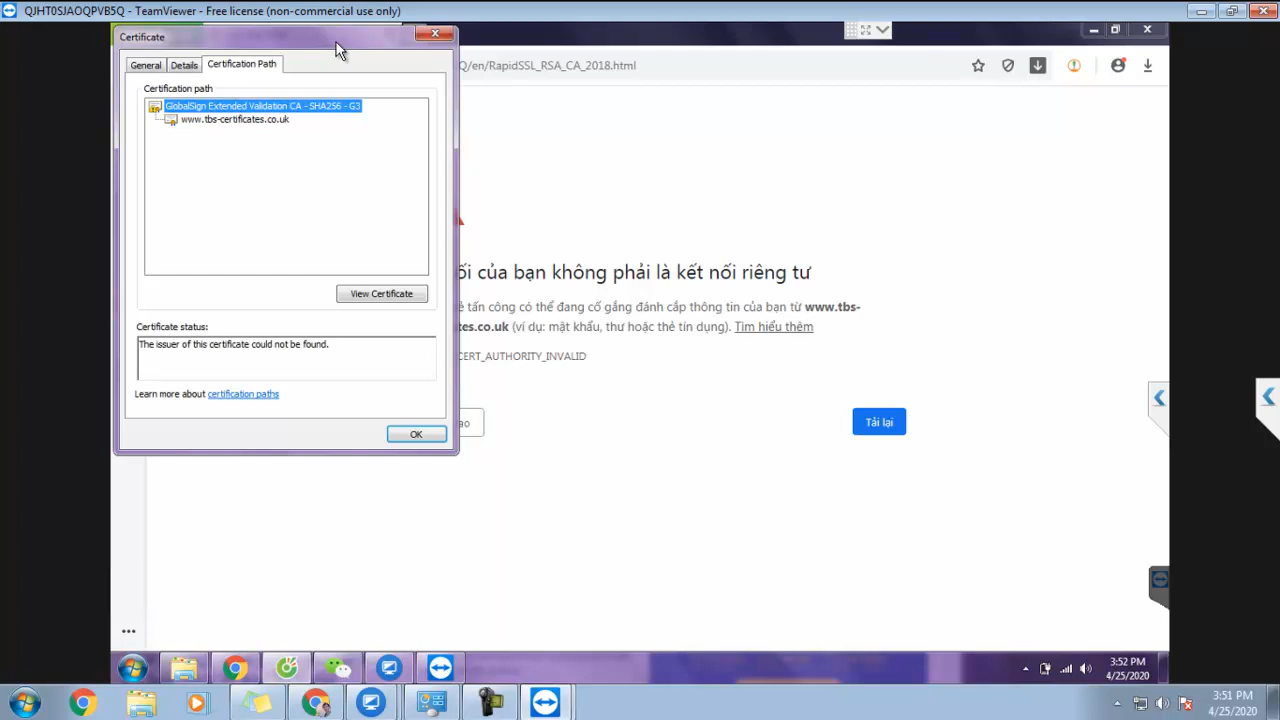 QJHT0SJAOQPVB5Q - TeamViewer - Free license (non-commercial use only)
Certificate
General Details Certification Path
Certification path
GlobalSign Extended Validation CA - SHA256 - G3
www.tbs-certificates.co.uk
View Certificate
Certificate status:
The issuer of this certificate could not be found.
Learn more about certification paths
OK
Q/en/RapidSSL_RSA_CA_2018.html
ối của bạn không phải là kết nối riêng tư
ẻ tấn công có thể đang cố gắng đánh cắp thông tin của bạn từ www.tbs-
tes.co.uk (ví dụ: mật khẩu, thư hoặc thẻ tín dụng). Tìm hiểu thêm
CERT_AUTHORITY_INVALID
ao
Tải lại
3:52 PM
4/25/2020
3:51 PM
4/25/2020